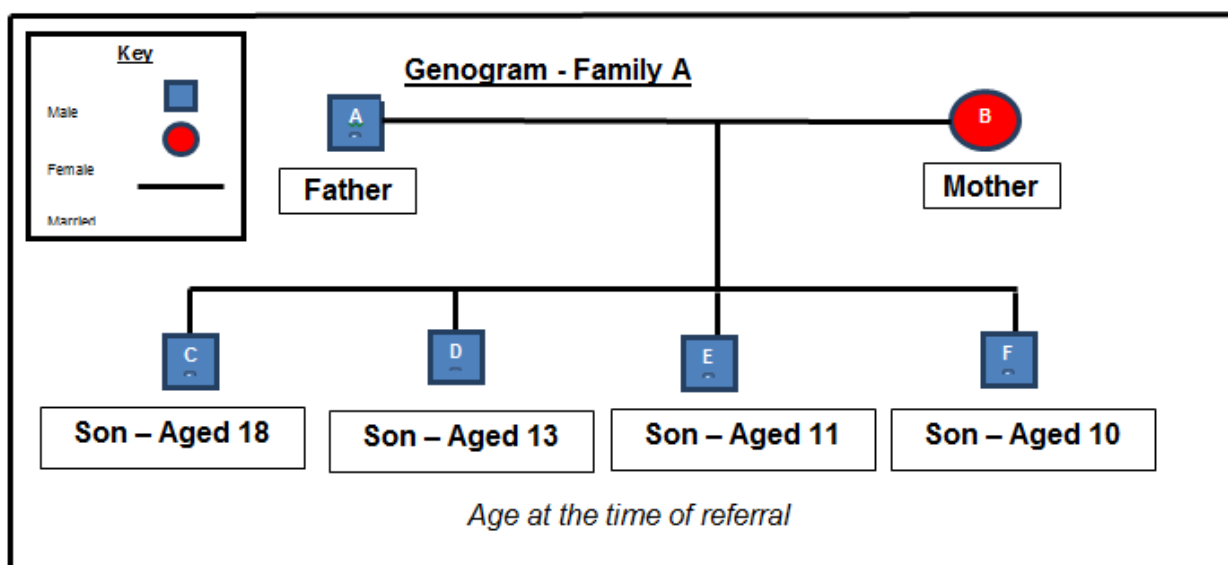 Key
Male
Female
Married
Genogram - Family A
A
B
Father
Mother
C
D
E
F
Son – Aged 18
Son – Aged 13
Son – Aged 11
Son – Aged 10
Age at the time of referral